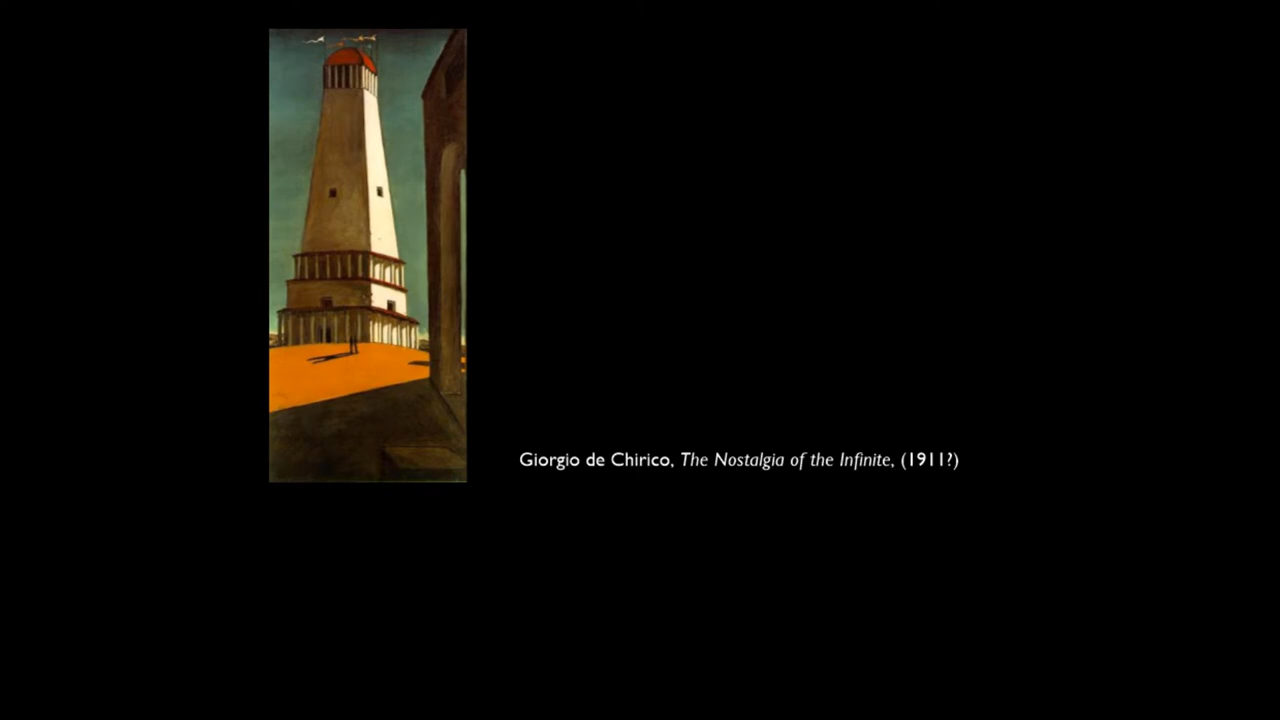 Giorgio de Chirico, The Nostalgia of the Infinite, (1911?)